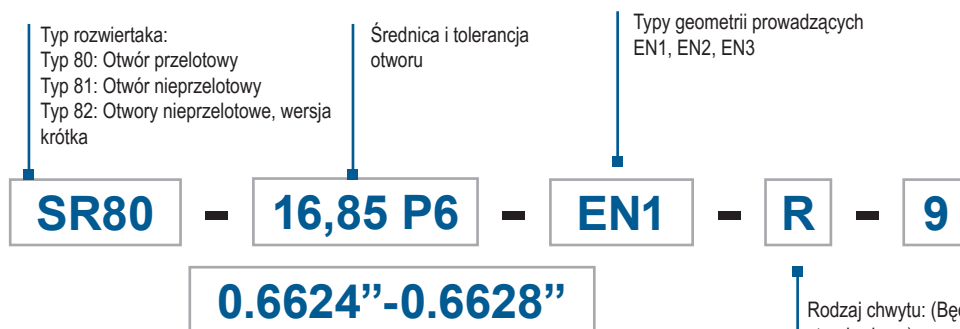 Typ rozwiertaka:
Typ 80: Otwór przelotowy
Typ 81: Otwór nieprzelotowy
Typ 82: Otwory nieprzelotowe, wersja
krótka
Średnica i tolerancja
otworu
Typy geometrii prowadzących
EN1, EN2, EN3
SR80 - 16,85 P6 - EN1 - R - 9
0.6624”-0.6628”
Rodzaj chwytu: